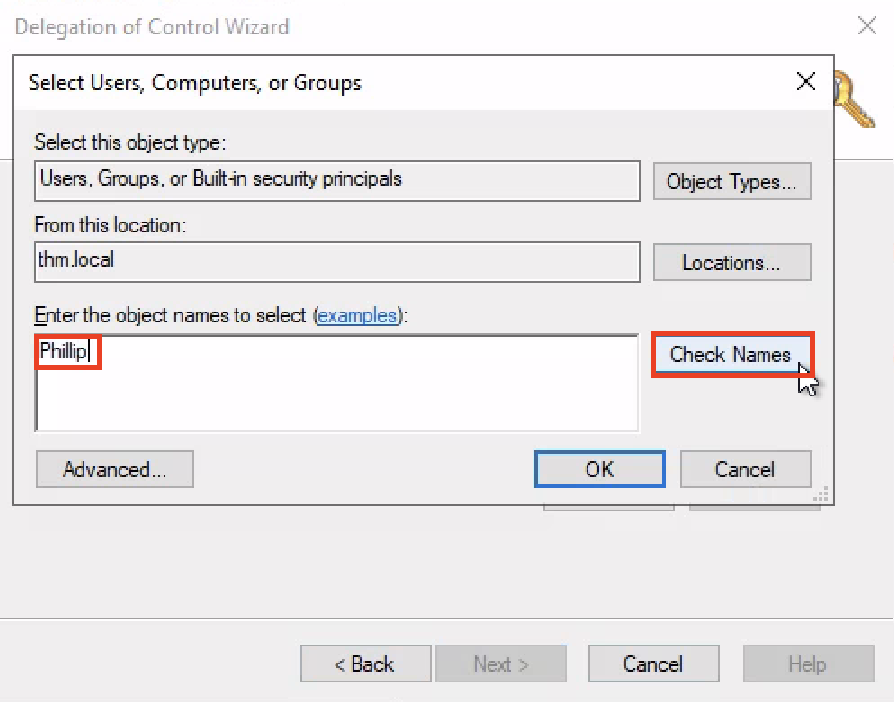 Delegation of Control Wizard
Select Users, Computers, or Groups
Select this object type:
Users, Groups, or Built-in security principals
Object Types...
From this location:
thm.local
Locations...
Enter the object names to select (examples):
Phillip
Check Names
Advanced...
OK
Cancel
< Back
Next >
Cancel
Help